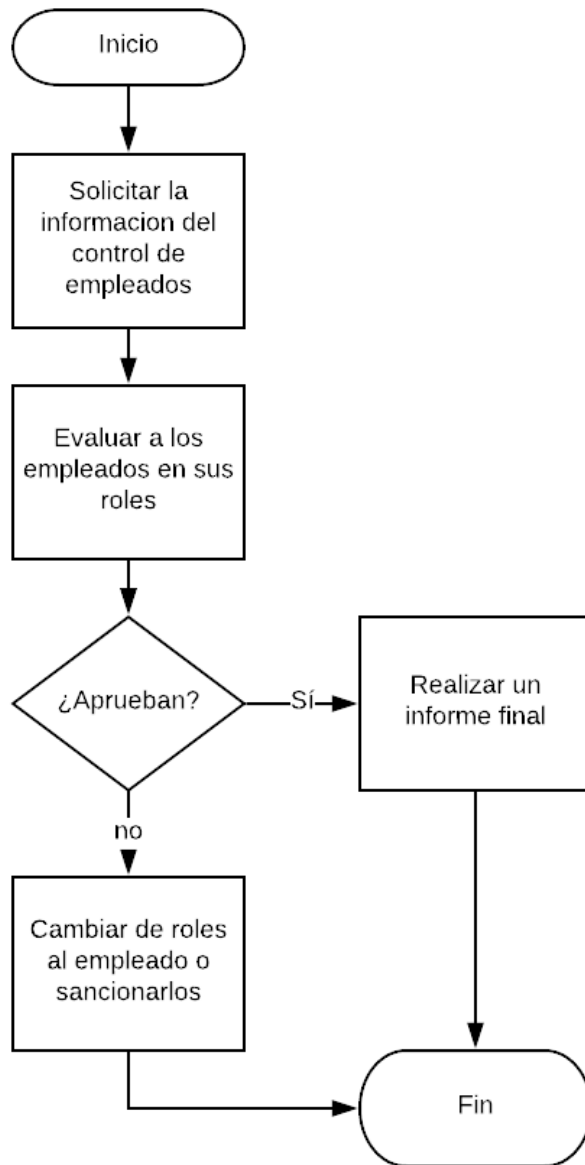 Inicio
Solicitar la
informacion del
control de
empleados
Evaluar a los
empleados en sus
roles
¿Aprueban?
Sí
Realizar un
informe final
no
Cambiar de roles
al empleado o
sancionarlos
Fin